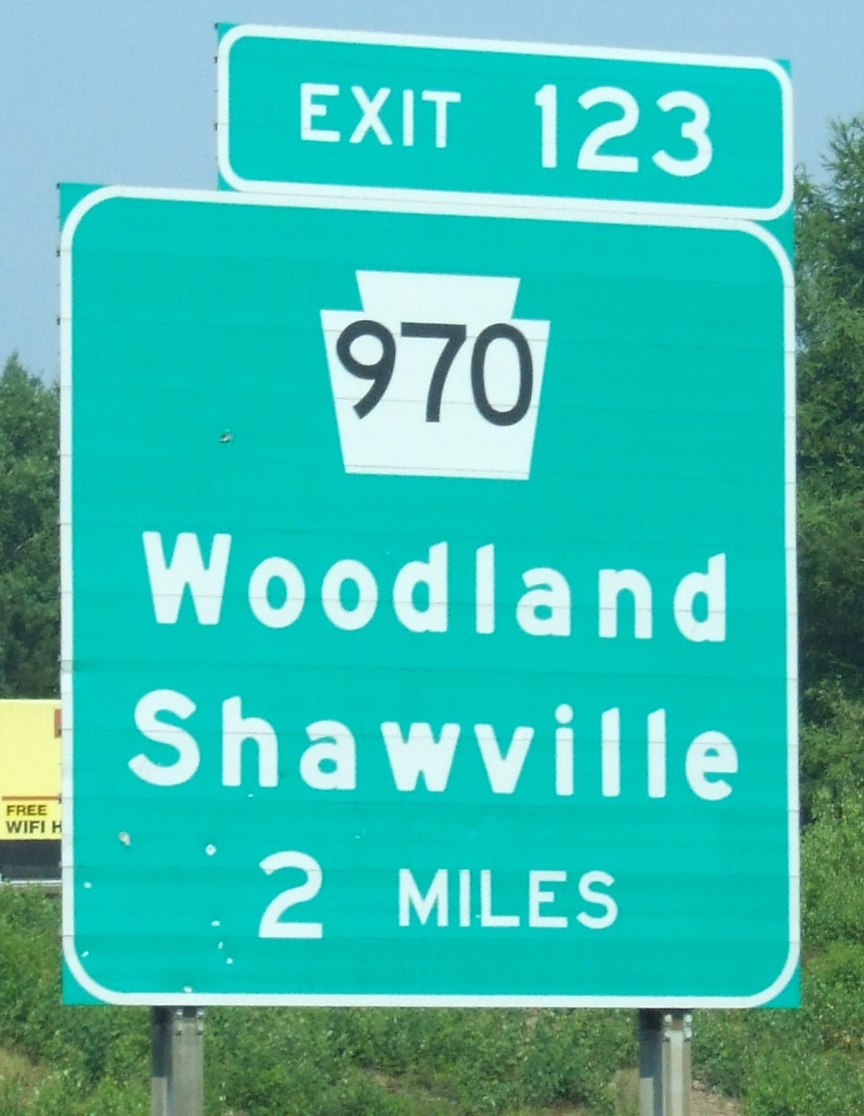 EXIT 123
970
Woodland
Shawville
2 MILES
FREE
WIFI H